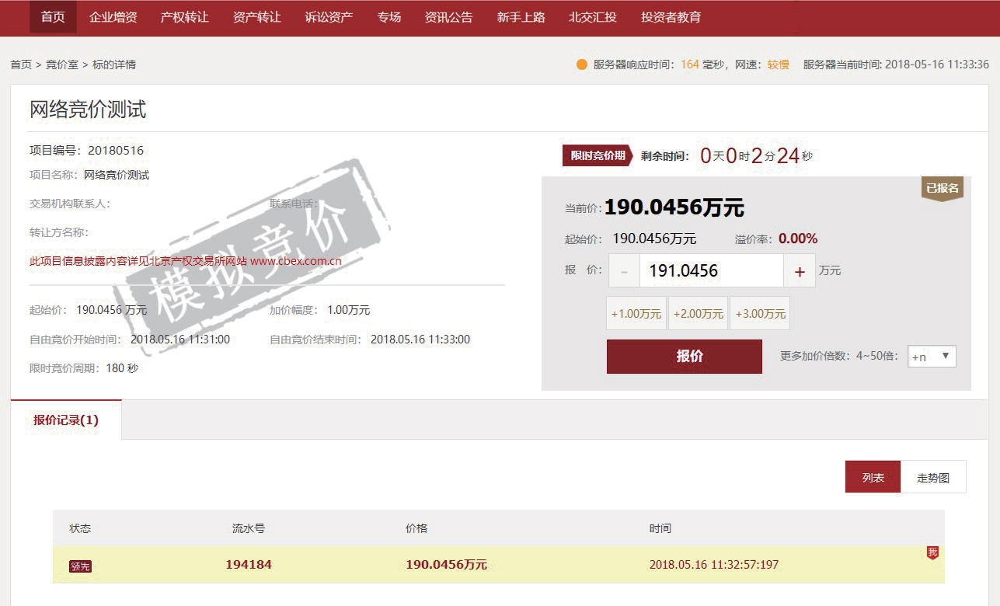 首页 企业增资 产权转让 资产转让 诉讼资产 专场 资讯公告 新手上路 北交汇投 投资者教育
首页 > 竞价室 > 标的详情
服务器响应时间：164 毫秒，网速：较慢 服务器当前时间: 2018-05-16 11:33:36
网络竞价测试
项目编号：20180516
项目名称：网络竞价测试
交易机构联系人： 联系电话：
转让方名称：
此项目信息披露内容详见北京产权交易所网站 www.cbex.com.cn
模拟竞价
起始价： 190.0456 万元 加价幅度： 1.00万元
自由竞价开始时间： 2018.05.16 11:31:00 自由竞价结束时间： 2018.05.16 11:33:00
限时竞价周期：180 秒
限时竞价期 剩余时间： 0天0时2分24秒
已报名
当前价：190.0456万元
起始价： 190.0456万元 溢价率：0.00%
报 价： - 191.0456 + 万元
+1.00万元 +2.00万元 +3.00万元
报价 更多加价倍数：4~50倍： +n ▼
报价记录(1)
列表 走势图
状态 流水号 价格 时间
领先 194184 190.0456万元 2018.05.16 11:32:57:197 我